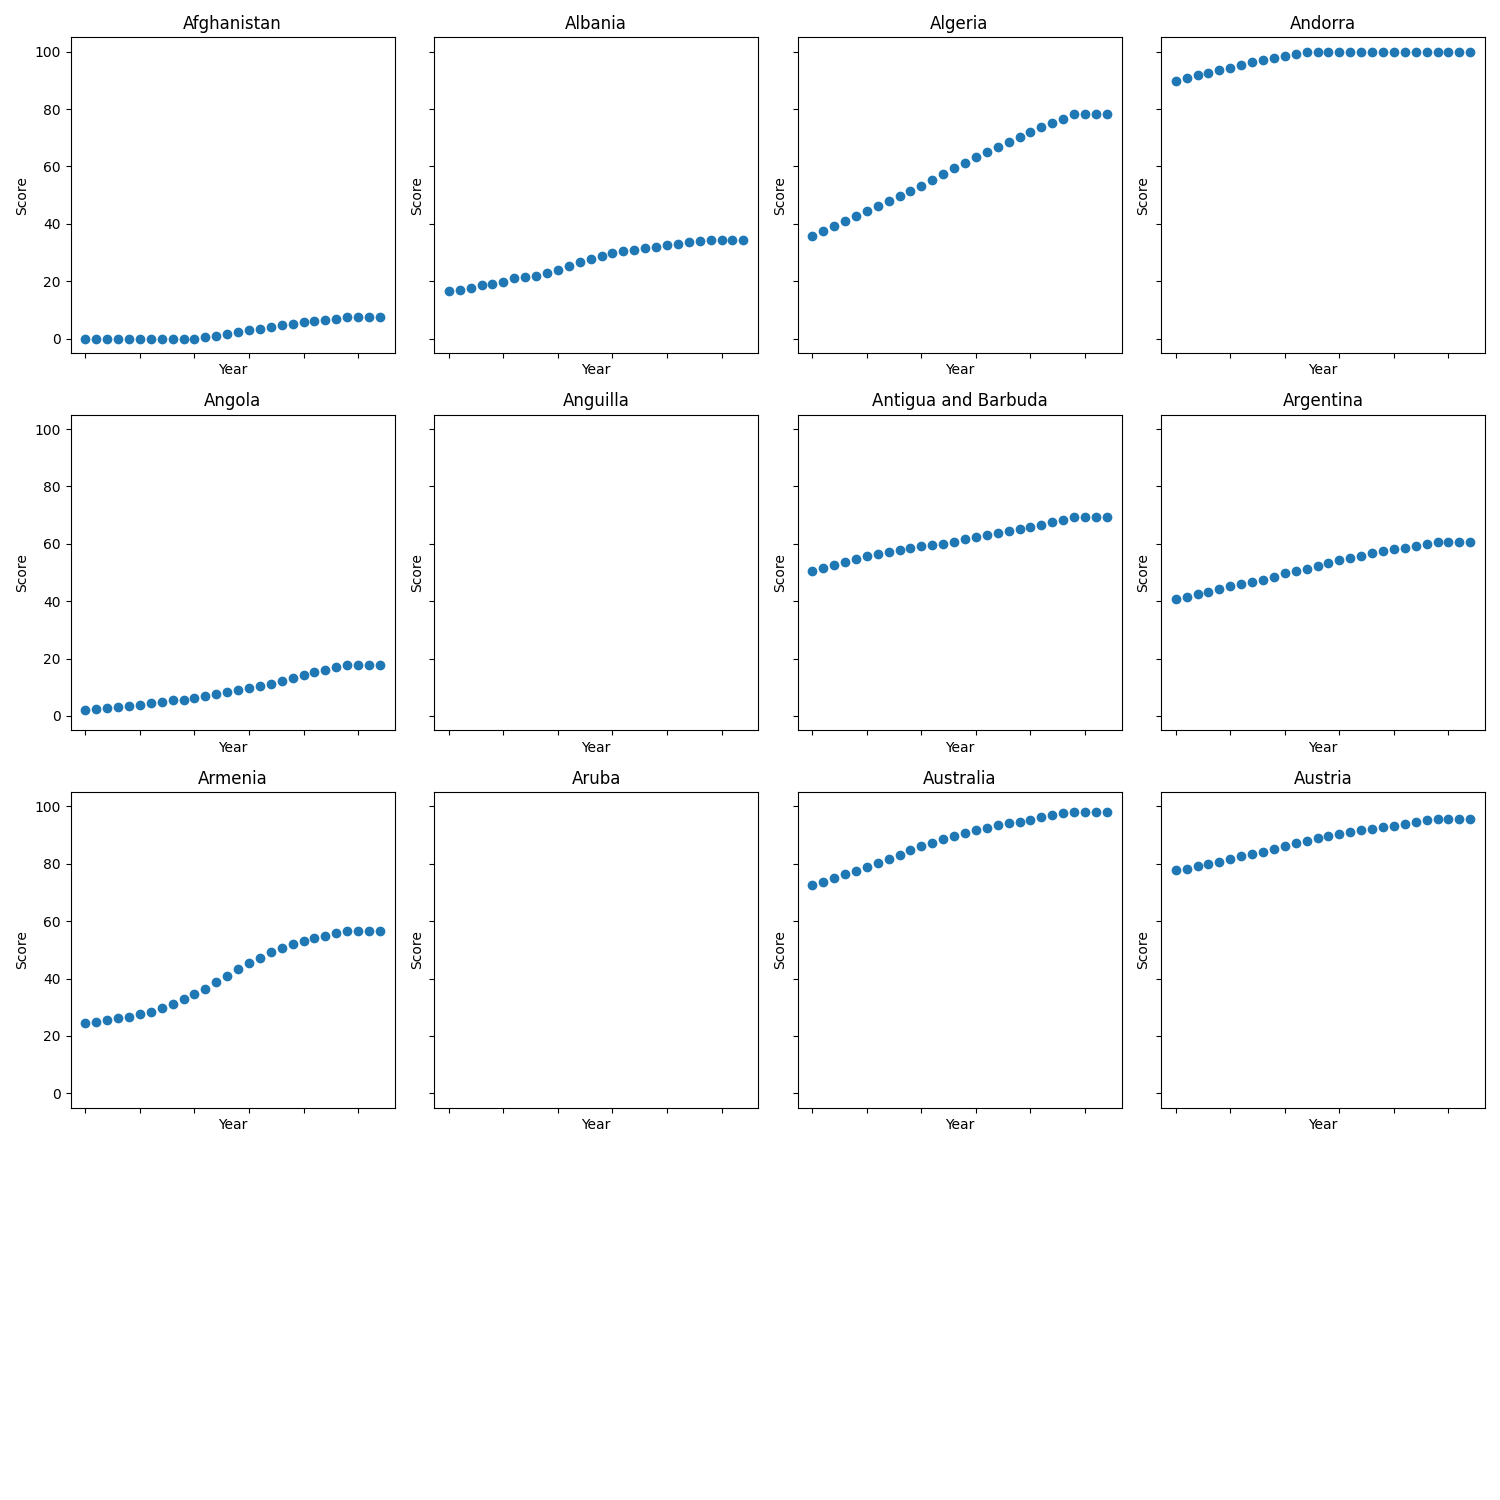 Afghanistan
Albania
Algeria
Andorra
100
80
60
40
20
0
Score
Score
Score
Score
Year
Year
Year
Year
Angola
Anguilla
Antigua and Barbuda
Argentina
100
80
60
40
20
0
Score
Score
Score
Score
Year
Year
Year
Year
Armenia
Aruba
Australia
Austria
100
80
60
40
20
0
Score
Score
Score
Score
Year
Year
Year
Year